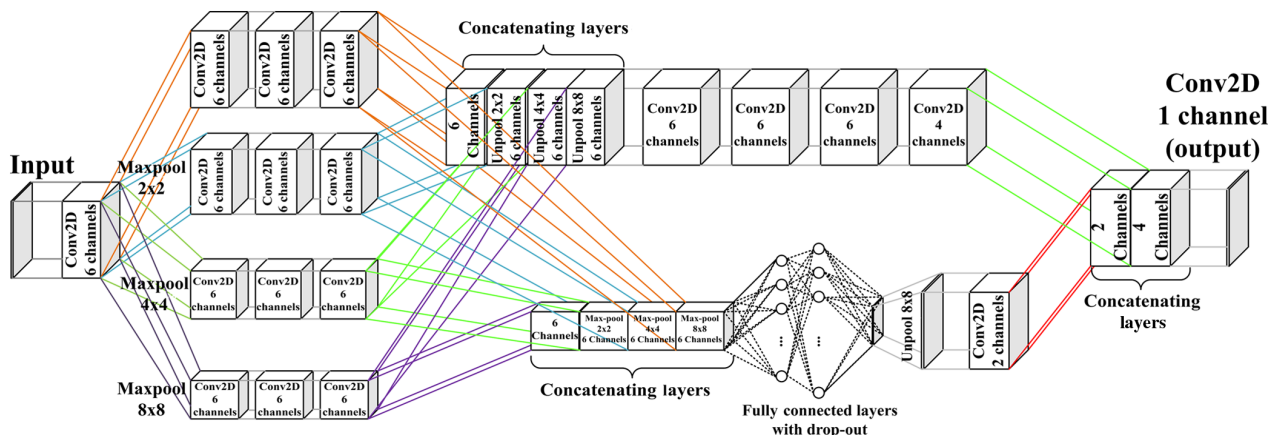 Input
Conv2D
6 channels
Maxpool
2x2
Maxpool
4x4
Maxpool
8x8
Conv2D
6 channels
Conv2D
6 channels
Conv2D
6 channels
Conv2D
6 channels
Conv2D
6 channels
Conv2D
6 channels
Conv2D
6
channels
Conv2D
6
channels
Conv2D
6
channels
Conv2D
6
channels
Conv2D
6
channels
Conv2D
6
channels
Concatenating layers
6
Channels
Unpool 2x2
6 channels
Unpool 4x4
6 channels
Unpool 8x8
6 channels
Conv2D
6
channels
Conv2D
6
channels
Conv2D
6
channels
Conv2D
4
channels
6
Channels
Max-pool
2x2
6 Channels
Max-pool
4x4
6 Channels
Max-pool
8x8
6 Channels
Concatenating layers
Fully connected layers
with drop-out
Unpool 8x8
Conv2D
2 channels
2
Channels
4
Channels
Concatenating
layers
Conv2D
1 channel
(output)